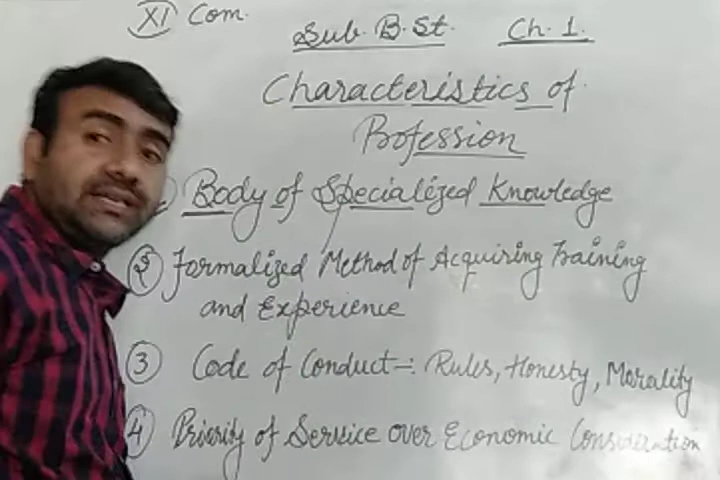 XI Com.
Sub. B. St. Ch. 1.
Characteristics of
Profession
Body of Specialized Knowledge
2 Formalized Method of Acquiring Training
and Experience
3 Code of Conduct-: Rules, Honesty, Morality
4 Priority of Service over Economic Consideration